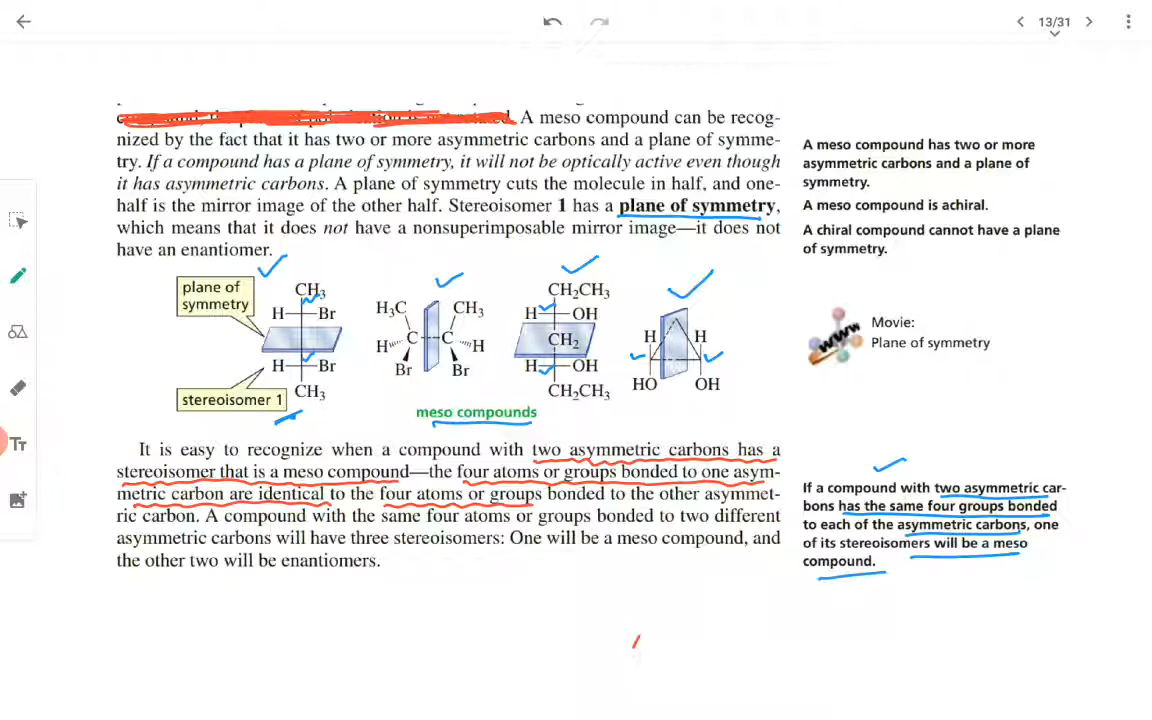 13/31
A meso compound can be recog-
nized by the fact that it has two or more asymmetric carbons and a plane of symme-
try. If a compound has a plane of symmetry, it will not be optically active even though
it has asymmetric carbons. A plane of symmetry cuts the molecule in half, and one-
half is the mirror image of the other half. Stereoisomer 1 has a plane of symmetry,
which means that it does not have a nonsuperimposable mirror image—it does not
have an enantiomer.
A meso compound has two or more
asymmetric carbons and a plane of
symmetry.
A meso compound is achiral.
A chiral compound cannot have a plane
of symmetry.
plane of
symmetry
CH3
H Br
H Br
CH3
stereoisomer 1
H3C CH3
H C C H
Br Br
CH2CH3
H OH
CH2
H OH
CH2CH3
H H
HO OH
meso compounds
www
Movie:
Plane of symmetry
It is easy to recognize when a compound with two asymmetric carbons has a
stereoisomer that is a meso compound—the four atoms or groups bonded to one asym-
metric carbon are identical to the four atoms or groups bonded to the other asymmet-
ric carbon. A compound with the same four atoms or groups bonded to two different
asymmetric carbons will have three stereoisomers: One will be a meso compound, and
the other two will be enantiomers.
If a compound with two asymmetric car-
bons has the same four groups bonded
to each of the asymmetric carbons, one
of its stereoisomers will be a meso
compound.
Tт